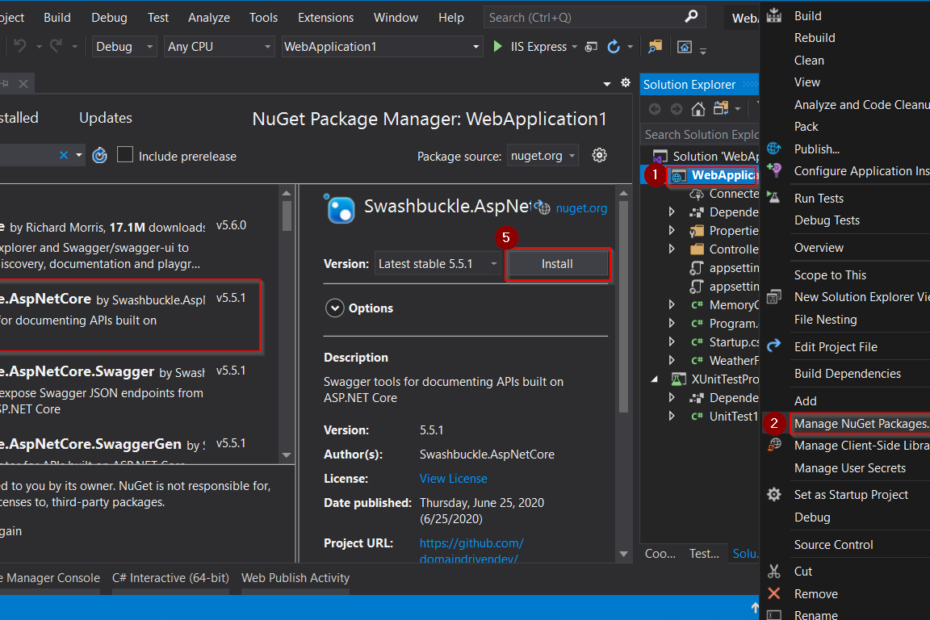 oject Build Debug Test Analyze Tools Extensions Window Help Search (Ctrl+Q) WebA
Debug Any CPU WebApplication1 IIS Express
stalled Updates NuGet Package Manager: WebApplication1
Include prerelease Package source: nuget.org
e by Richard Morris, 17.1M downloads v5.6.0
xplorer and Swagger/swagger-ui to
iscovery, documentation and playgr...
e.AspNetCore by Swashbuckle.AspI v5.5.1
for documenting APIs built on
e.AspNetCore.Swagger by Swash v5.5.1
expose Swagger JSON endpoints from
SP.NET Core
e.AspNetCore.SwaggerGen by S v5.5.1
ed to you by its owner. NuGet is not responsible for,
censes to, third-party packages.
gain
Swashbuckle.AspNet nuget.org
5
Version: Latest stable 5.5.1 Install
Options
Description
Swagger tools for documenting APIs built on
ASP.NET Core
Version: 5.5.1
Author(s): Swashbuckle.AspNetCore
License: View License
Date published: Thursday, June 25, 2020
(6/25/2020)
Project URL: https://github.com/
domaindrivendev/
Solution Explorer
Search Solution Explo
Solution 'WebAp
1 WebApplica
Connecte
Depende
Propertie
Controlle
appsettin
appsettin
C# MemoryC
C# Program.
C# Startup.cs
C# WeatherF
XUnitTestPro
Depende
C# UnitTest1
Coo... Test... Solu.
Build
Rebuild
Clean
View
Analyze and Code Cleanu
Pack
Publish...
Configure Application Ins
Run Tests
Debug Tests
Overview
Scope to This
New Solution Explorer Vie
File Nesting
Edit Project File
Build Dependencies
Add
2 Manage NuGet Packages.
Manage Client-Side Libra
Manage User Secrets
Set as Startup Project
Debug
Source Control
Cut
Remove
Rename
e Manager Console C# Interactive (64-bit) Web Publish Activity